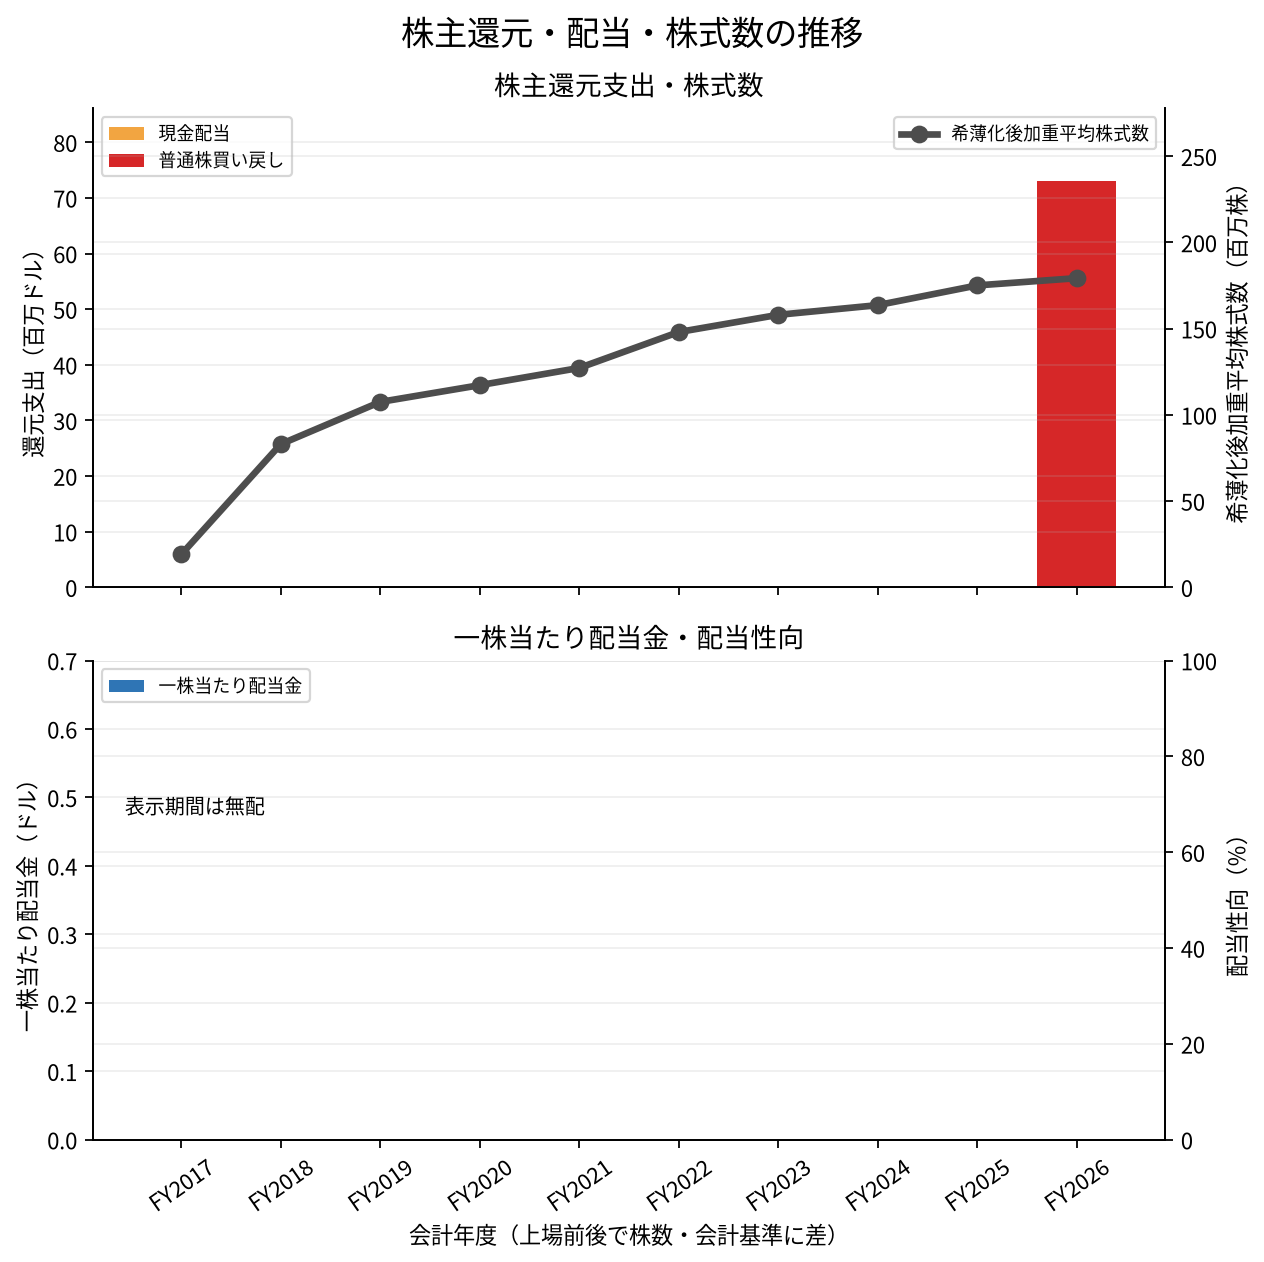 株主還元・配当・株式数の推移
株主還元支出・株式数
現金配当
普通株買い戻し
希薄化後加重平均株式数
還元支出（百万ドル）
80
70
60
50
40
30
20
10
0
250
200
150
100
50
0
希薄化後加重平均株式数（百万株）
一株当たり配当金・配当性向
一株当たり配当金
表示期間は無配
一株当たり配当金（ドル）
0.7
0.6
0.5
0.4
0.3
0.2
0.1
0.0
100
80
60
40
20
0
配当性向（%）
FY2017
FY2018
FY2019
FY2020
FY2021
FY2022
FY2023
FY2024
FY2025
FY2026
会計年度（上場前後で株数・会計基準に差）